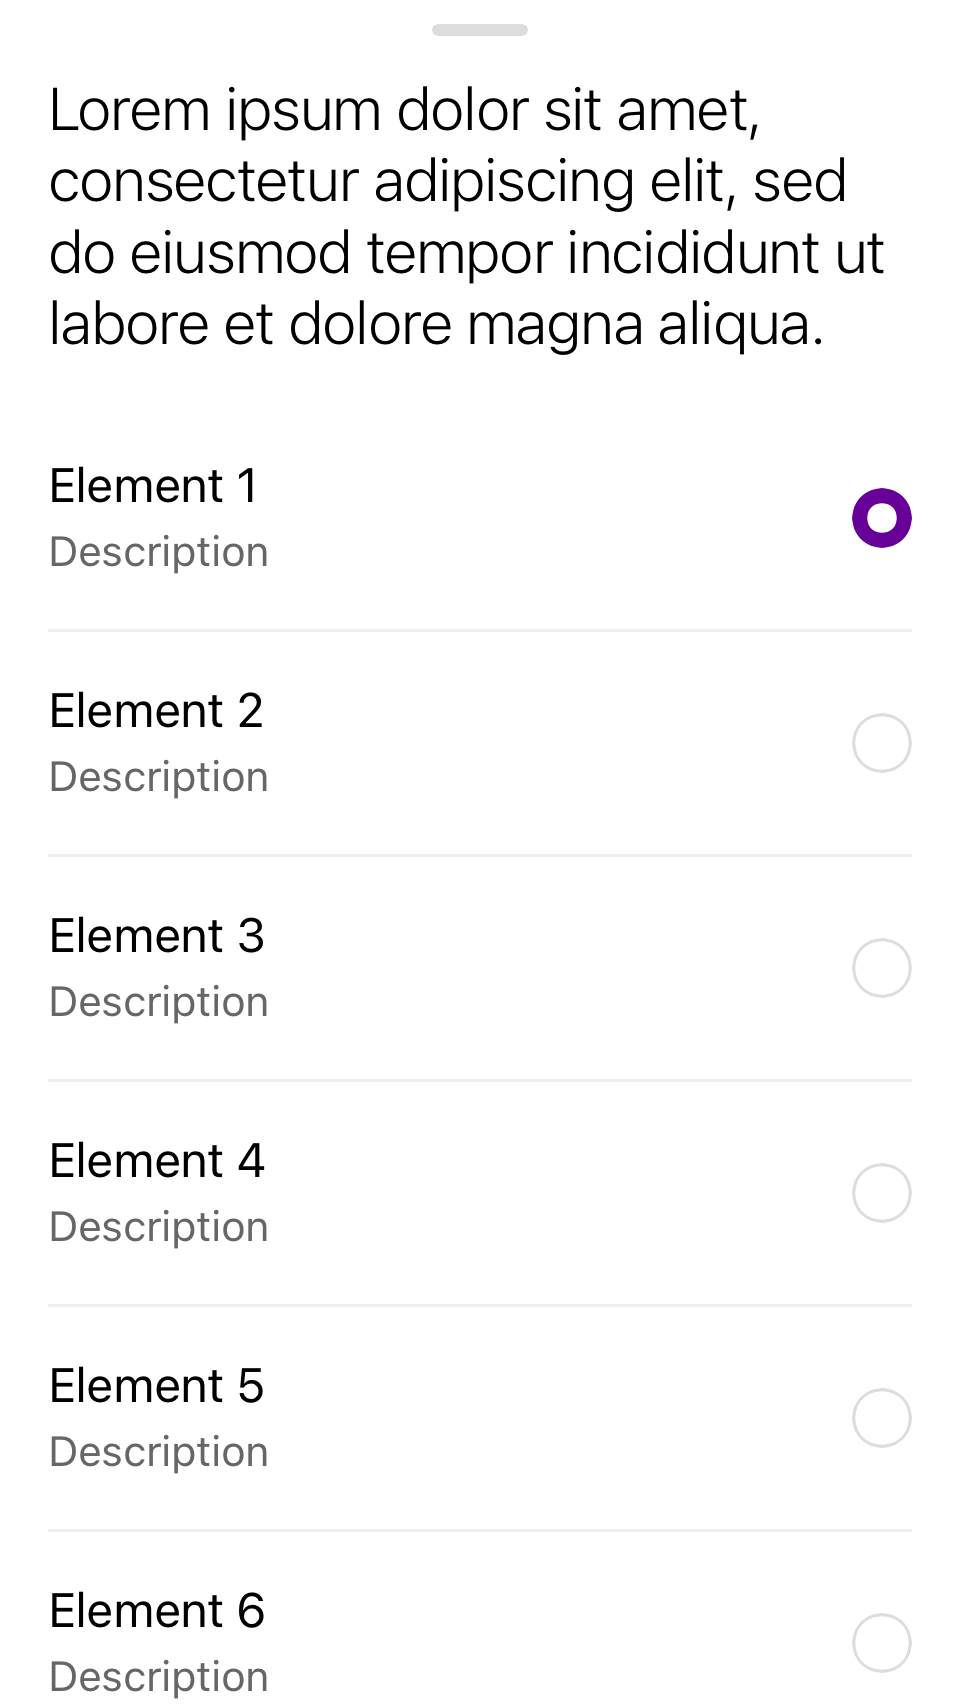 Lorem ipsum dolor sit amet,
consectetur adipiscing elit, sed
do eiusmod tempor incididunt ut
labore et dolore magna aliqua.
Element 1
Description
Element 2
Description
Element 3
Description
Element 4
Description
Element 5
Description
Element 6
Description